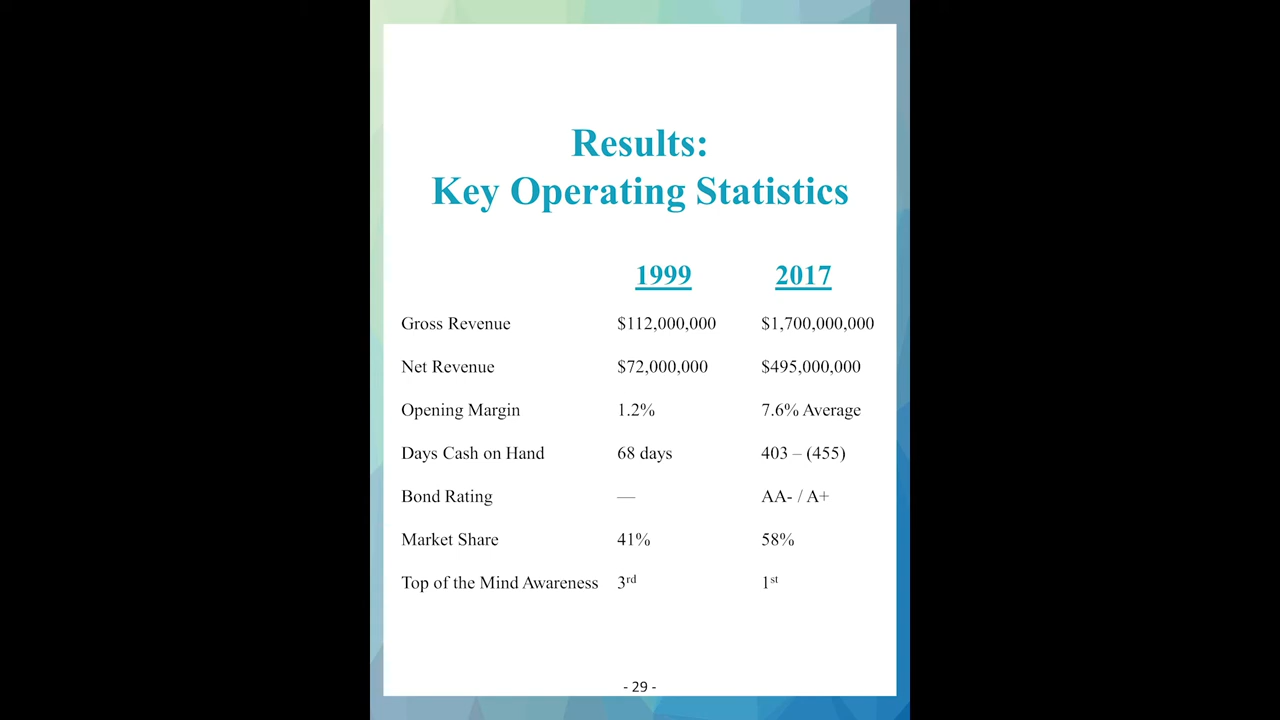 Results:
Key Operating Statistics
1999 2017
Gross Revenue $112,000,000 $1,700,000,000
Net Revenue $72,000,000 $495,000,000
Opening Margin 1.2% 7.6% Average
Days Cash on Hand 68 days 403 – (455)
Bond Rating — AA- / A+
Market Share 41% 58%
Top of the Mind Awareness 3rd 1st
- 29 -